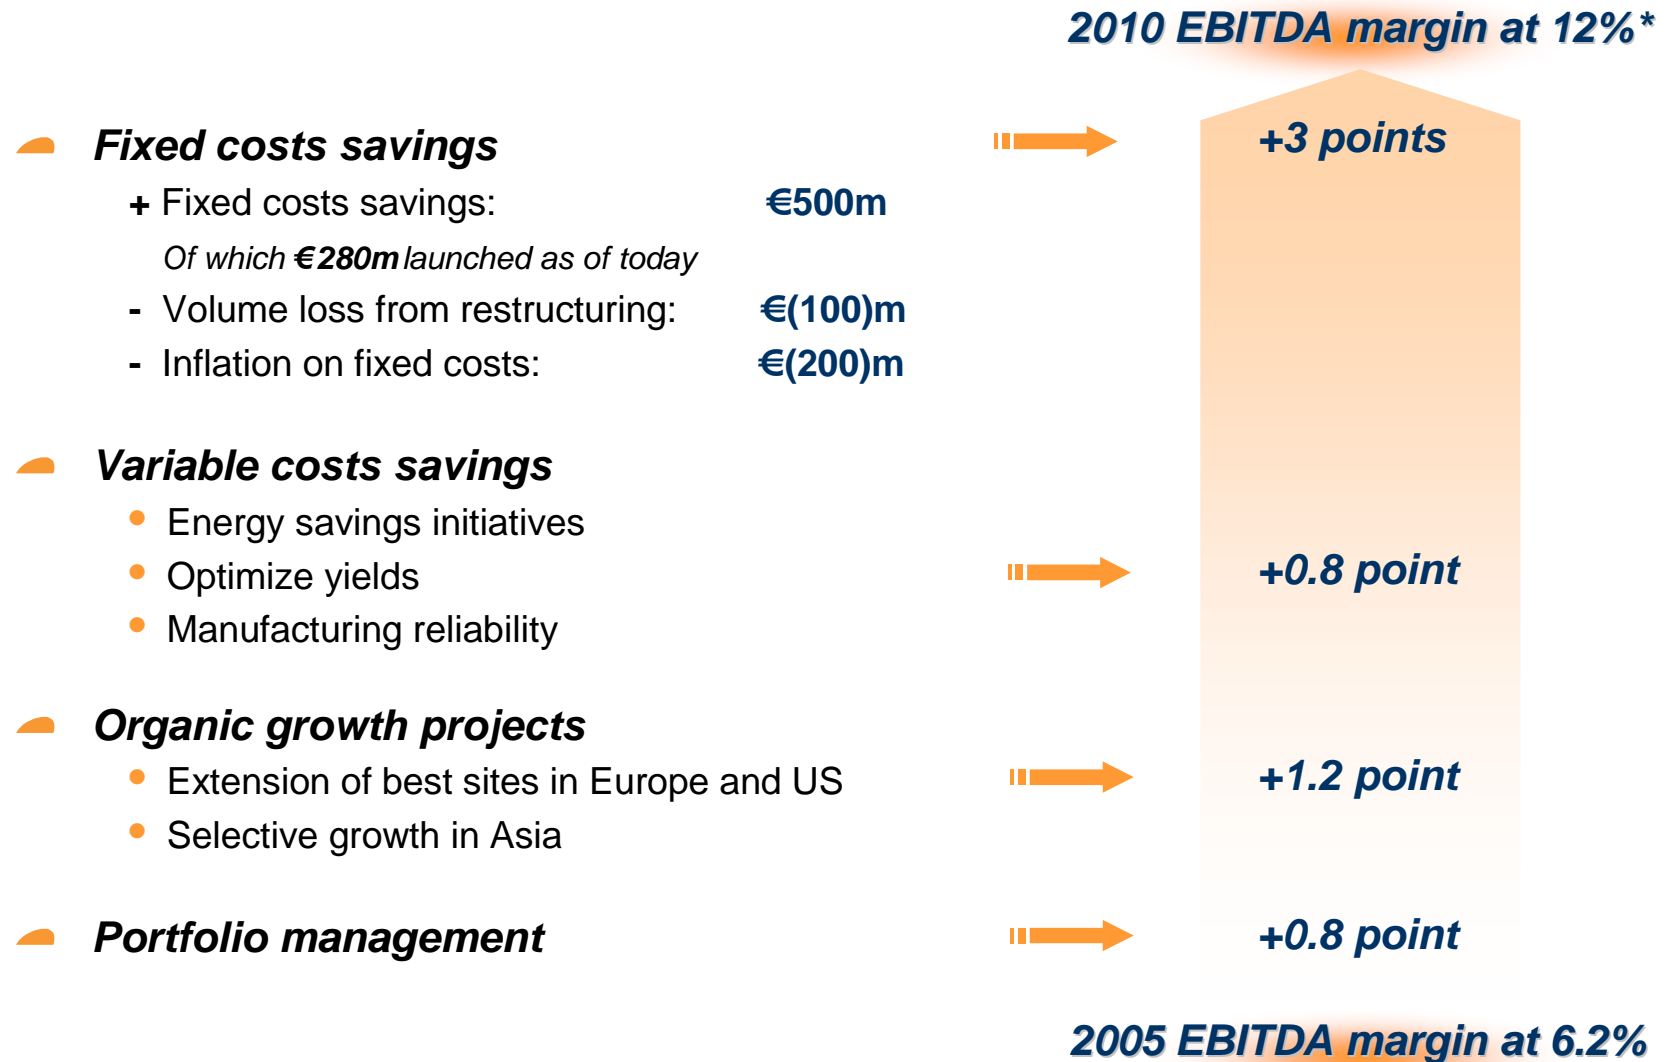 2010 EBITDA margin at 12%*
Fixed costs savings
+3 points
+ Fixed costs savings: €500m
Of which €280m launched as of today
- Volume loss from restructuring: €(100)m
- Inflation on fixed costs: €(200)m
Variable costs savings
• Energy savings initiatives
• Optimize yields
+0.8 point
• Manufacturing reliability
Organic growth projects
• Extension of best sites in Europe and US
+1.2 point
• Selective growth in Asia
Portfolio management
+0.8 point
2005 EBITDA margin at 6.2%